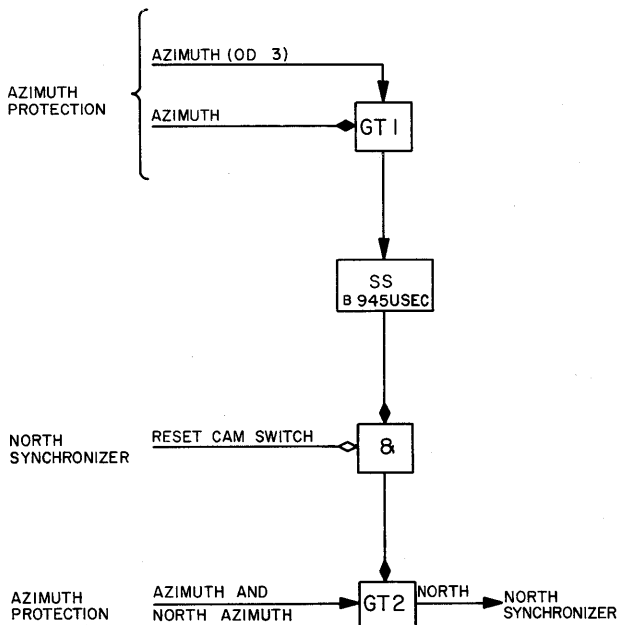 AZIMUTH (OD 3)
AZIMUTH
PROTECTION
AZIMUTH
GT1
SS
B 945USEC
NORTH
SYNCHRONIZER
RESET CAM SWITCH
&
AZIMUTH
PROTECTION
AZIMUTH AND
NORTH AZIMUTH
GT2
NORTH
NORTH
SYNCHRONIZER